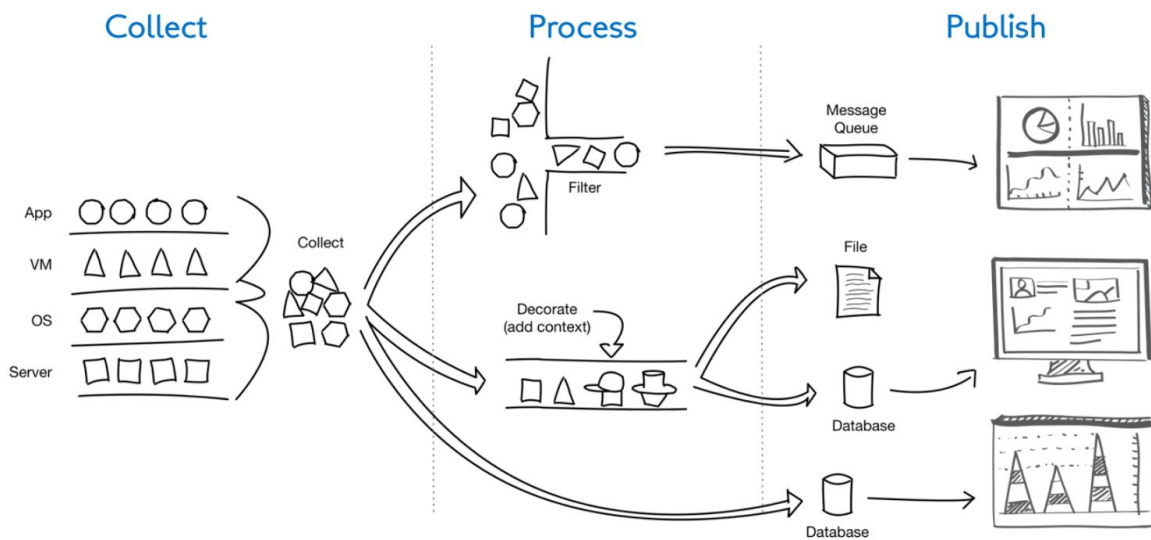 Collect
Process
Publish
App
VM
OS
Server
Collect
Filter
Decorate
(add context)
Message
Queue
File
Database
Database